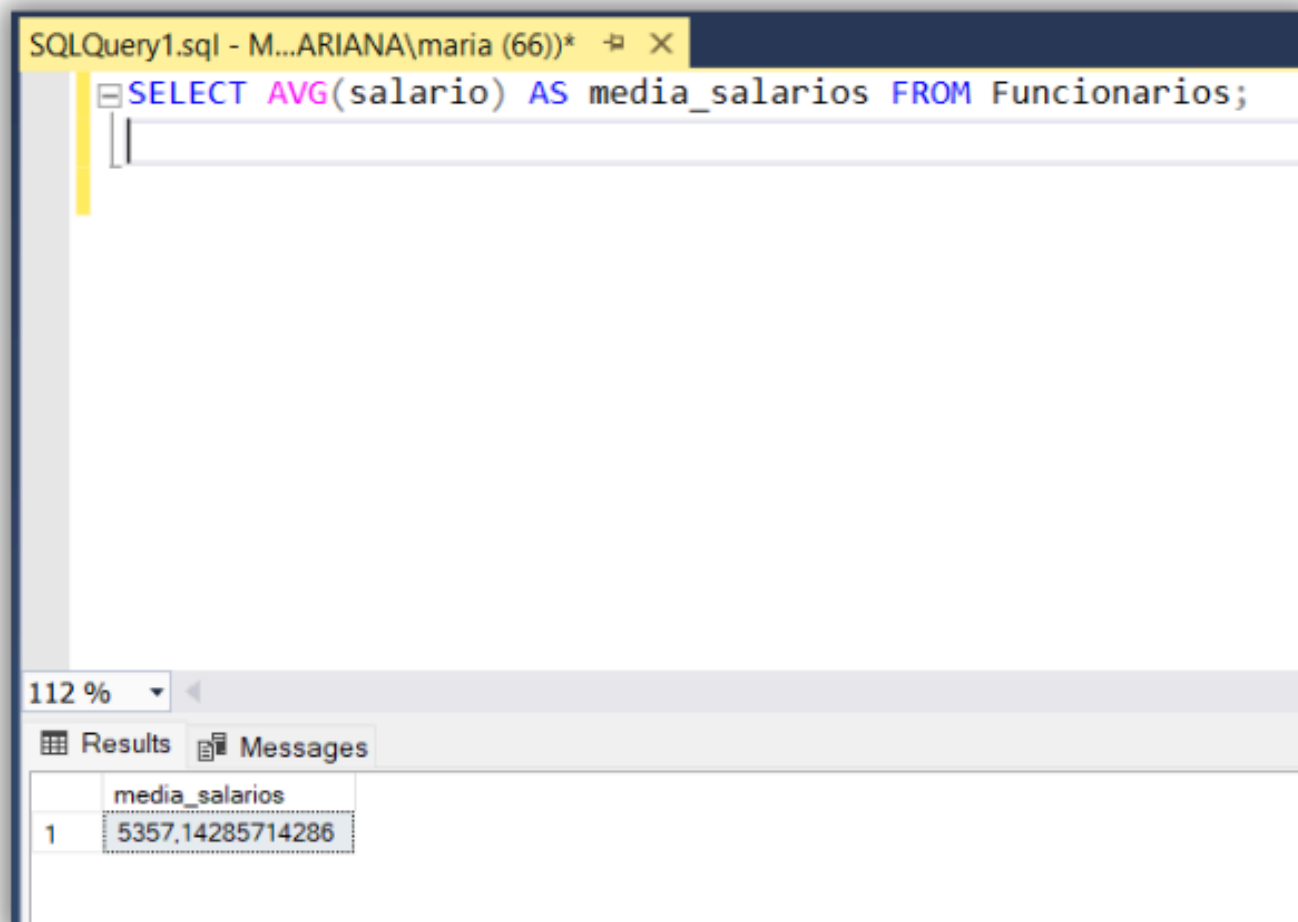 SQLQuery1.sql - M...ARIANA\maria (66))*
SELECT AVG(salario) AS media_salarios FROM Funcionarios;
112 %
Results Messages
media_salarios
1 5357,14285714286